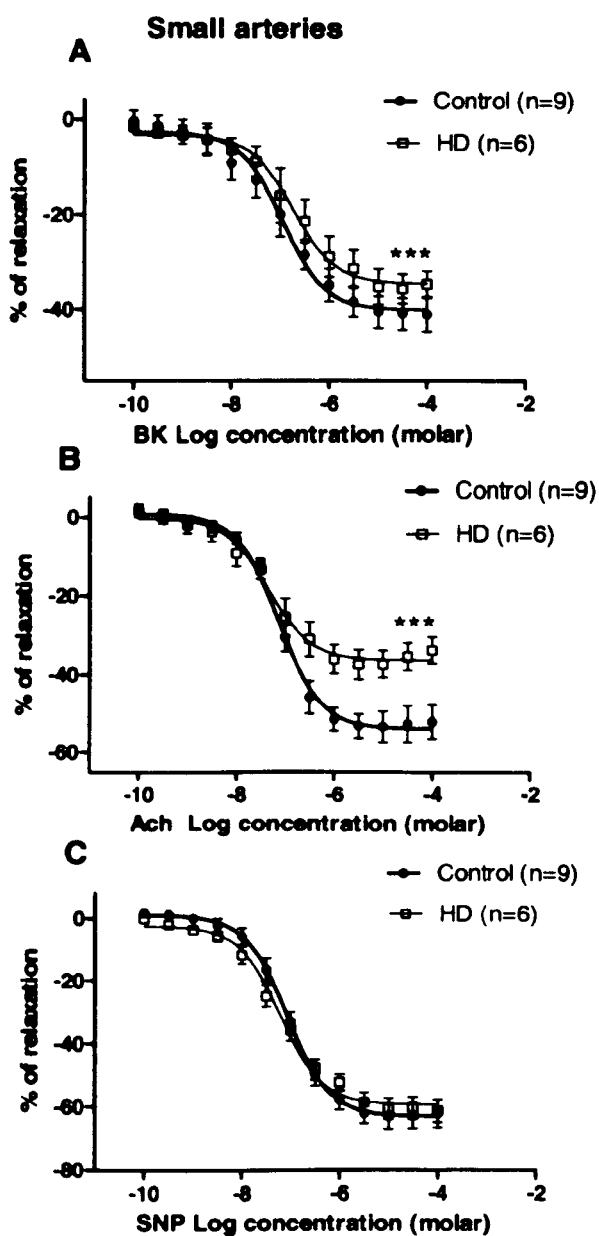 Small arteries
A
Control (n=9)
HD (n=6)
0
-20
-40
% of relaxation
***
-10 -8 -6 -4 -2
BK Log concentration (molar)
B
Control (n=9)
HD (n=6)
0
-20
-40
-60
% of relaxation
***
-10 -8 -6 -4 -2
Ach Log concentration (molar)
C
Control (n=9)
HD (n=6)
0
-20
-40
-60
-80
% of relaxation
-10 -8 -6 -4 -2
SNP Log concentration (molar)